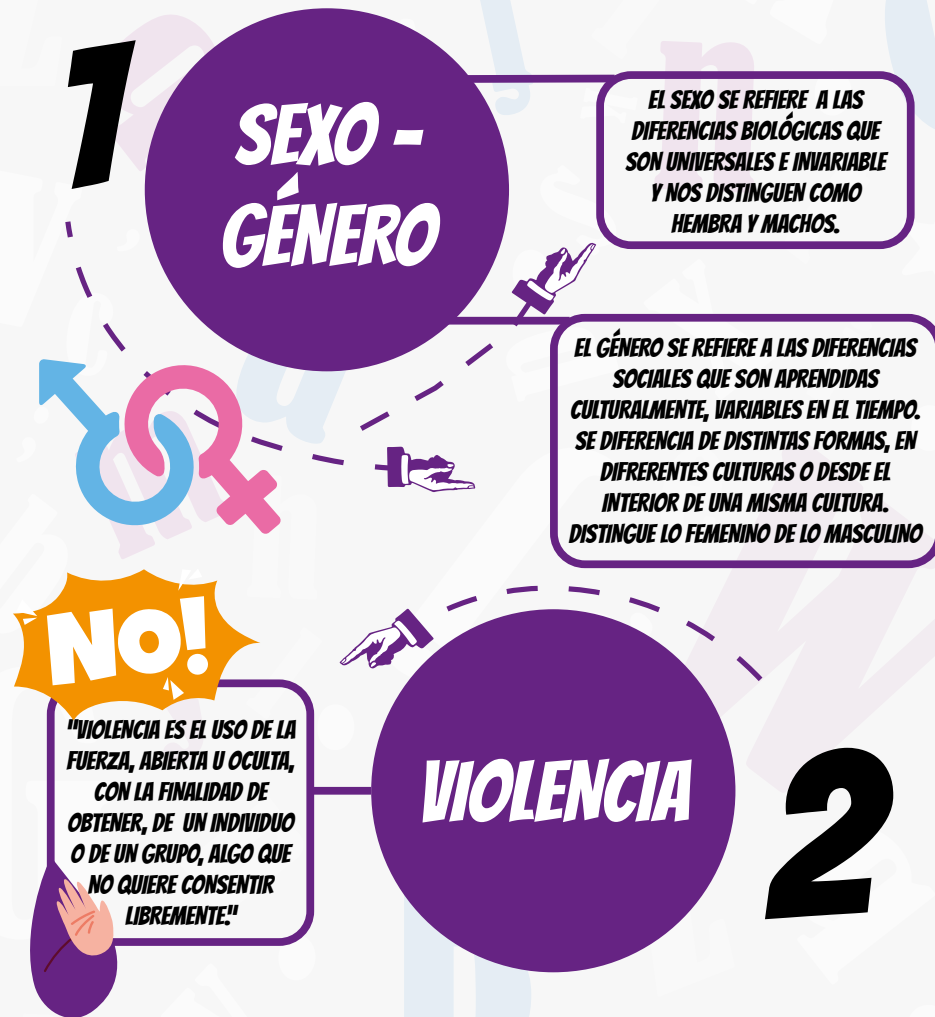 1
SEXO -
GÉNERO
EL SEXO SE REFIERE A LAS
DIFERENCIAS BIOLÓGICAS QUE
SON UNIVERSALES E INVARIABLE
Y NOS DISTINGUEN COMO
HEMBRA Y MACHOS.
EL GÉNERO SE REFIERE A LAS DIFERENCIAS
SOCIALES QUE SON APRENDIDAS
CULTURALMENTE, VARIABLES EN EL TIEMPO.
SE DIFERENCIA DE DISTINTAS FORMAS, EN
DIFRERENTES CULTURAS O DESDE EL
INTERIOR DE UNA MISMA CULTURA.
DISTINGUE LO FEMENINO DE LO MASCULINO
NO!
"VIOLENCIA ES EL USO DE LA
FUERZA, ABIERTA U OCULTA,
CON LA FINALIDAD DE
OBTENER, DE UN INDIVIDUO
O DE UN GRUPO, ALGO QUE
NO QUIERE CONSENTIR
LIBREMENTE."
VIOLENCIA
2